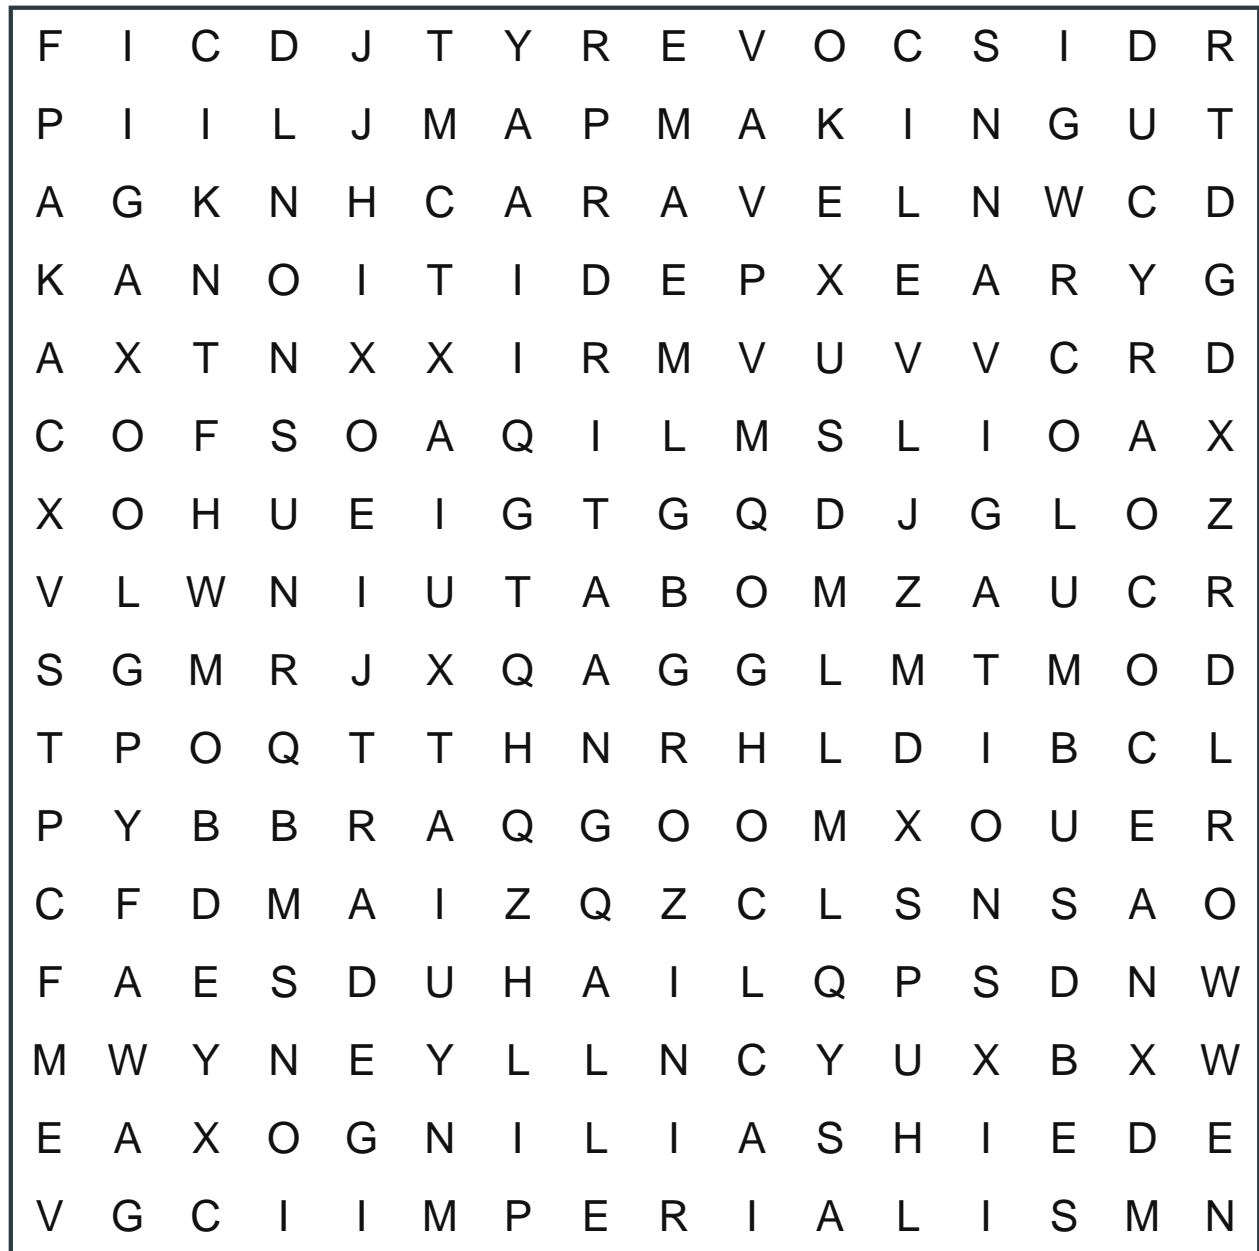 F I C D J T Y R E V O C S I D R
P I I L J M A P M A K I N G U T
A G K N H C A R A V E L N W C D
K A N O I T I D E P X E A R Y G
A X T N X X I R M V U V V C R D
C O F S O A Q I L M S L I O A X
X O H U E I G T G Q D J G L O Z
V L W N I U T A B O M Z A U C R
S G M R J X Q A G G L M T M O D
T P O Q T T H N R H L D I B C L
P Y B B R A Q G O O M X O U E R
C F D M A I Z Q Z C L S N S A O
F A E S D U H A I L Q P S D N W
M W Y N E Y L L N C Y U X B X W
E A X O G N I L I A S H I E D E
V G C I I M P E R I A L I S M N